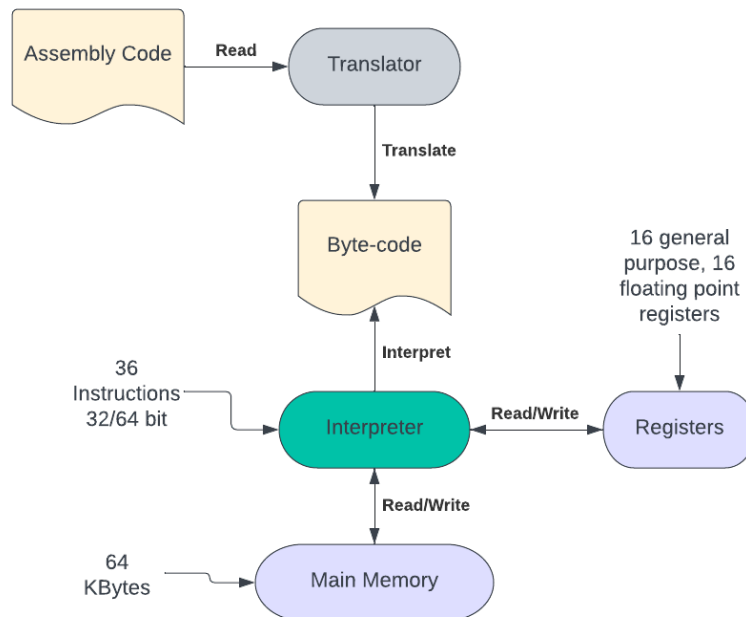 Assembly Code
Read
Translator
Translate
Byte-code
16 general
purpose, 16
floating point
registers
Interpret
36
Instructions
32/64 bit
Interpreter
Read/Write
Registers
Read/Write
64
KBytes
Main Memory